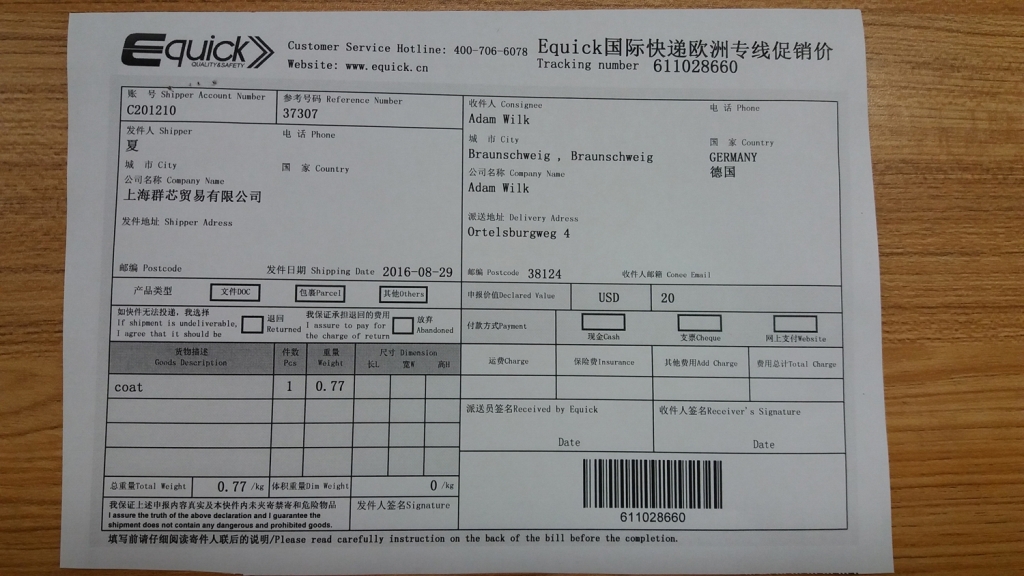 Equick
QUALITY&SAFETY
Customer Service Hotline: 400-706-6078
Website: www.equick.cn
Equick国际快递欧洲专线促销价
Tracking number 611028660
账 号 Shipper Account Number
C201210
参考号码 Reference Number
37307
发件人 Shipper
夏
电 话 Phone
城 市 City
国 家 Country
公司名称 Company Name
上海群芯贸易有限公司
发件地址 Shipper Adress
邮编 Postcode
发件日期 Shipping Date 2016-08-29
收件人 Consignee
Adam Wilk
电 话 Phone
城 市 City
Braunschweig , Braunschweig
国 家 Country
GERMANY
德国
公司名称 Company Name
Adam Wilk
派送地址 Delivery Adress
Ortelsburgweg 4
邮编 Postcode 38124
收件人邮箱 Conee Email
产品类型
文件DOC
包裹Parcel
其他Others
申报价值Declared Value
USD
20
如快件无法投递，我选择
If shipment is undeliverable,
I agree that it should be
退回
Returned
我保证承担退回的费用
I assure to pay for
the charge of return
放弃
Abandoned
付款方式Payment
现金Cash
支票Cheque
网上支付Website
货物描述
Goods Description
件数
Pcs
重量
Weight
尺寸 Dimension
长L
宽W
高H
运费Charge
保险费Insurance
其他费用Add Charge
费用总计Total Charge
coat
1
0.77
派送员签名Received by Equick
Date
收件人签名Receiver's Signature
Date
总重量Total Weight
0.77 /kg
体积重量Dim Weight
0 /kg
我保证上述申报内容真实及本快件内未夹寄禁寄和危险物品
I assure the truth of the above declaration and I guarantee the
shipment does not contain any dangerous and prohibited goods.
发件人签名Signature
611028660
填写前请仔细阅读寄件人联后的说明/Please read carefully instruction on the back of the bill before the completion.